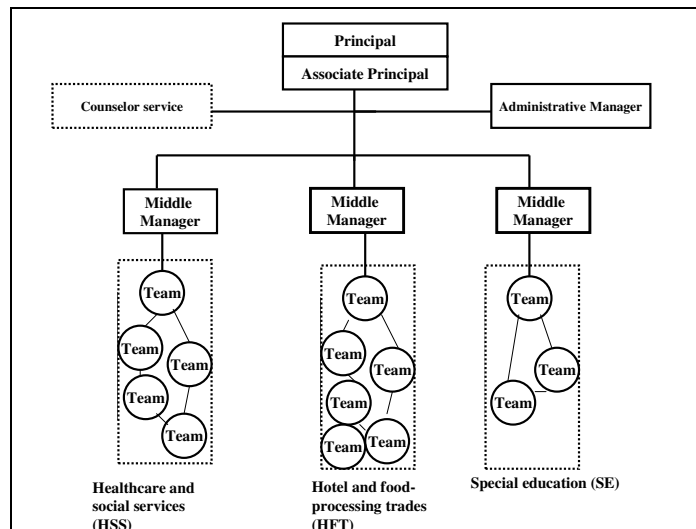 Principal
Associate Principal
Counselor service
Administrative Manager
Middle
Manager
Middle
Manager
Middle
Manager
Team
Team
Team
Team
Team
Team
Team
Team
Team
Team
Team
Team
Team
Team
Healthcare and
social services
(HSS)
Hotel and food-
processing trades
(HFT)
Special education (SE)